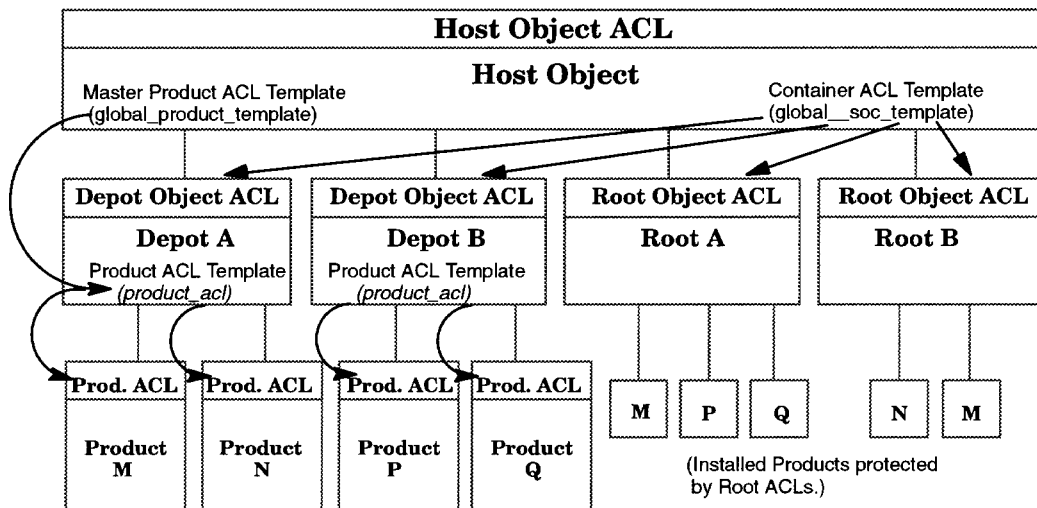 Host Object ACL
Host Object
Master Product ACL Template
(global_product_template)
Container ACL Template
(global__soc_template)
Depot Object ACL
Depot A
Product ACL Template
(product_acl)
Depot Object ACL
Depot B
Product ACL Template
(product_acl)
Root Object ACL
Root A
Root Object ACL
Root B
Prod. ACL
Product
M
Prod. ACL
Product
N
Prod. ACL
Product
P
Prod. ACL
Product
Q
M
P
Q
N
M
(Installed Products protected
by Root ACLs.)